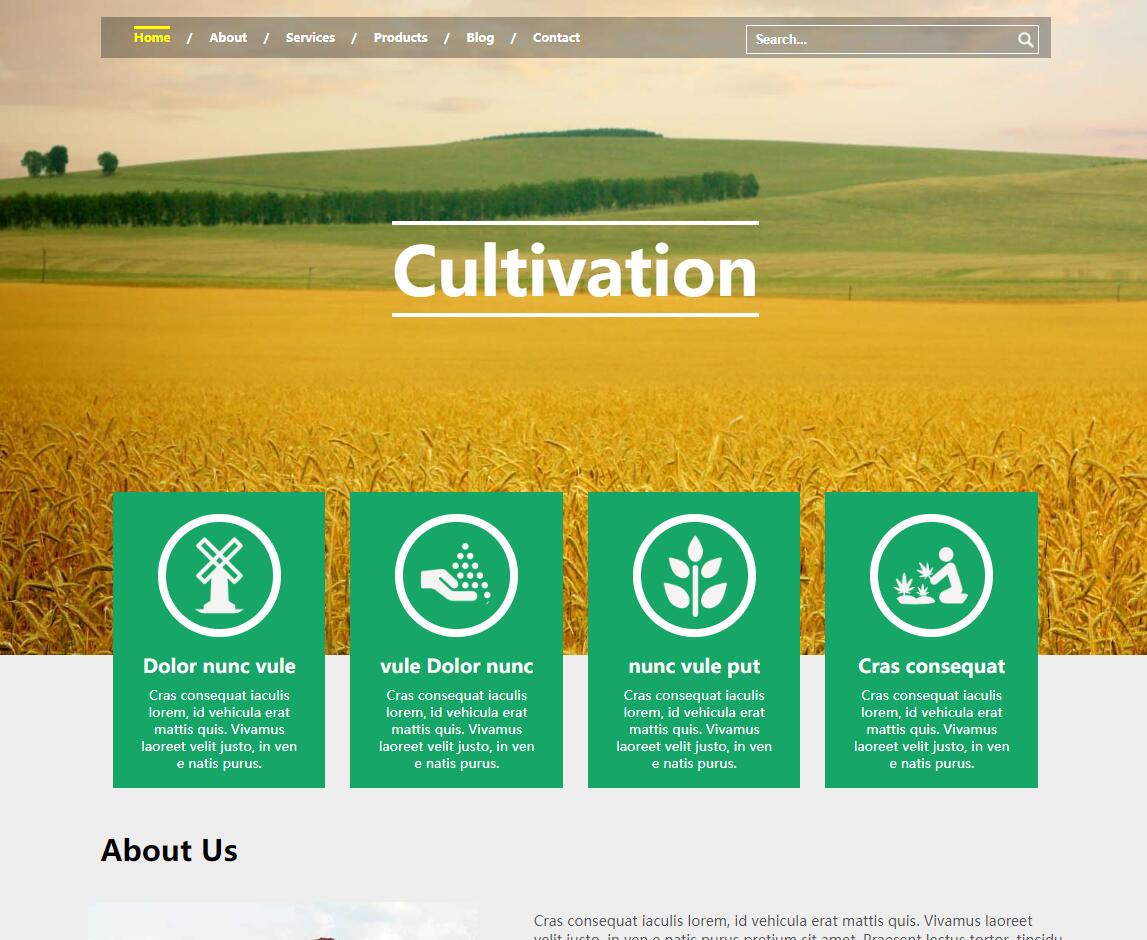 Home / About / Services / Products / Blog / Contact
Search...
Cultivation
Dolor nunc vule
Cras consequat iaculis
lorem, id vehicula erat
mattis quis. Vivamus
laoreet velit justo, in ven
e natis purus.
vule Dolor nunc
Cras consequat iaculis
lorem, id vehicula erat
mattis quis. Vivamus
laoreet velit justo, in ven
e natis purus.
nunc vule put
Cras consequat iaculis
lorem, id vehicula erat
mattis quis. Vivamus
laoreet velit justo, in ven
e natis purus.
Cras consequat
Cras consequat iaculis
lorem, id vehicula erat
mattis quis. Vivamus
laoreet velit justo, in ven
e natis purus.
About Us
Cras consequat iaculis lorem, id vehicula erat mattis quis. Vivamus laoreet
velit justo, in ven e natis purus pretium sit amet. Praesent lectus tortor, tincidu